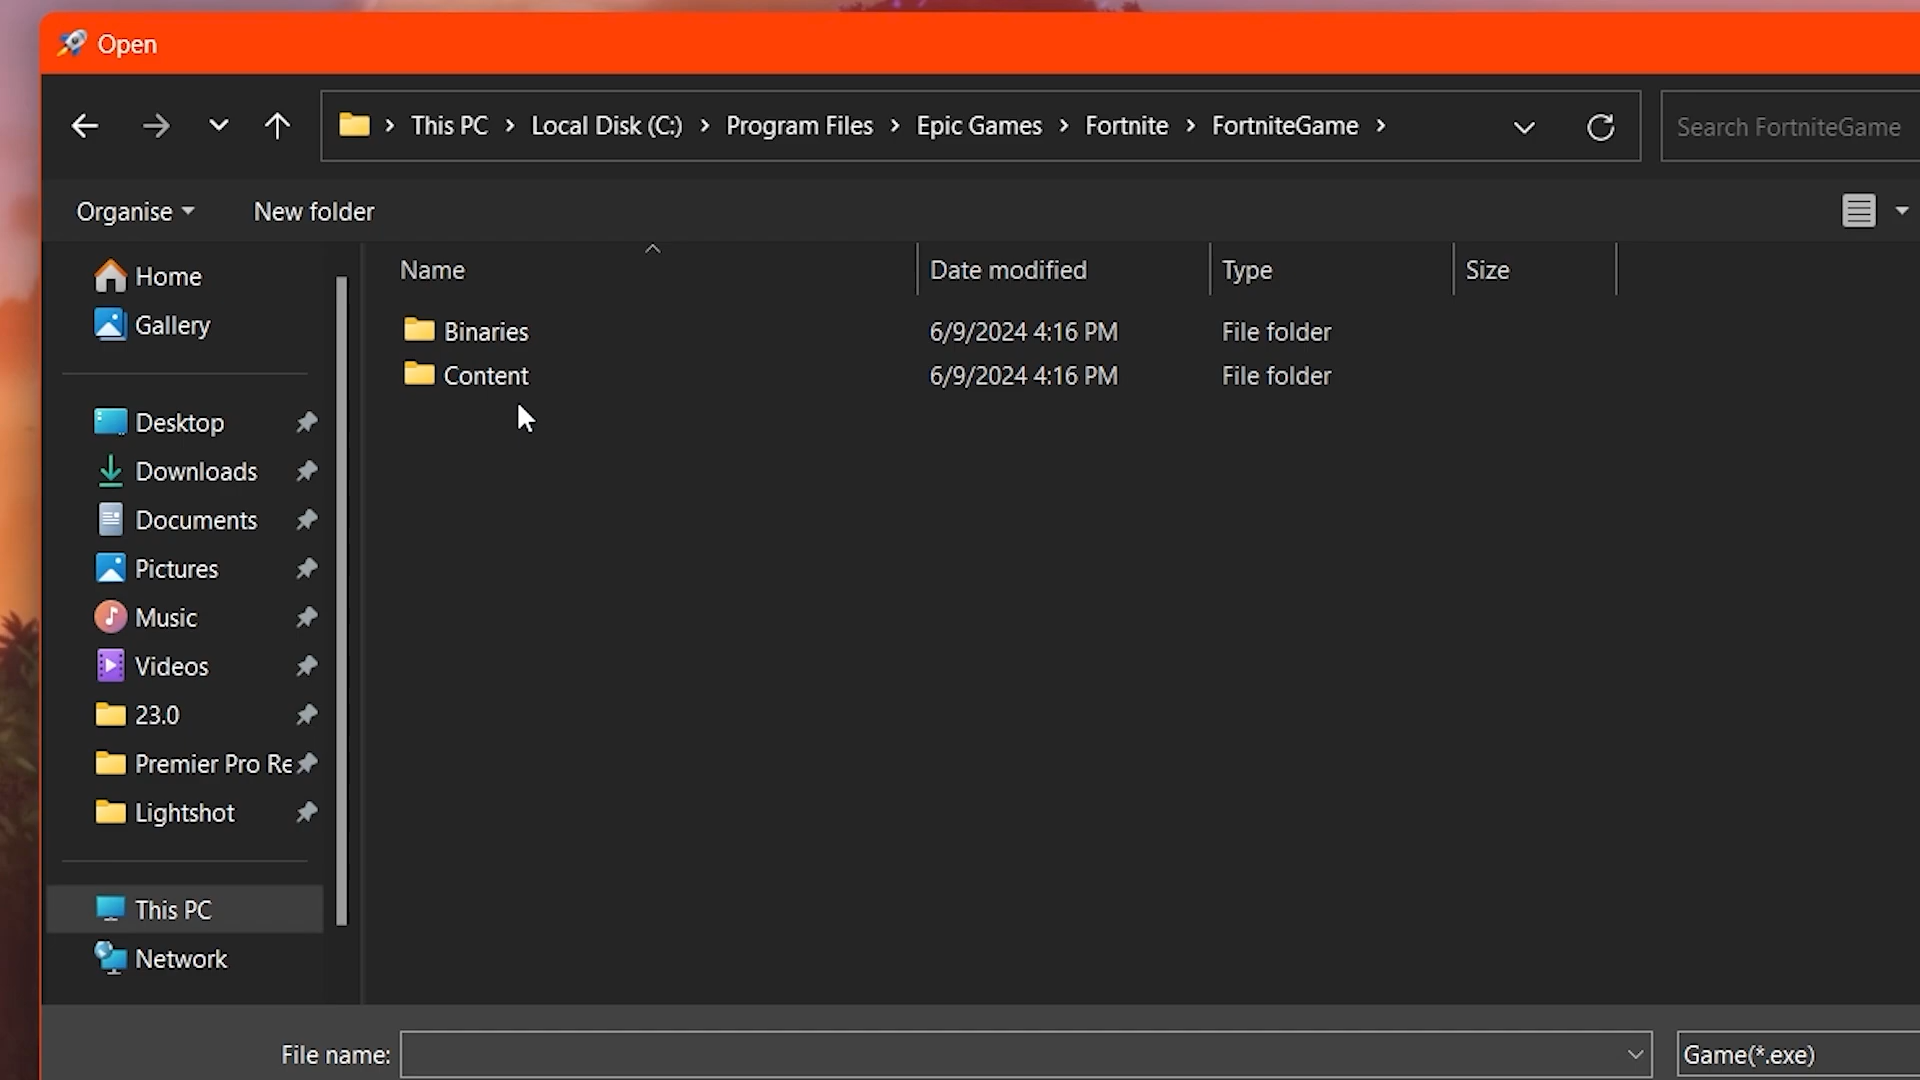 Open
This PC Local Disk (C:) Program Files Epic Games Fortnite FortniteGame
Search FortniteGame
Organise New folder
Name Date modified Type Size
Binaries 6/9/2024 4:16 PM File folder
Content 6/9/2024 4:16 PM File folder
Home
Gallery
Desktop
Downloads
Documents
Pictures
Music
Videos
23.0
Premier Pro Re
Lightshot
This PC
Network
File name:
Game(*.exe)